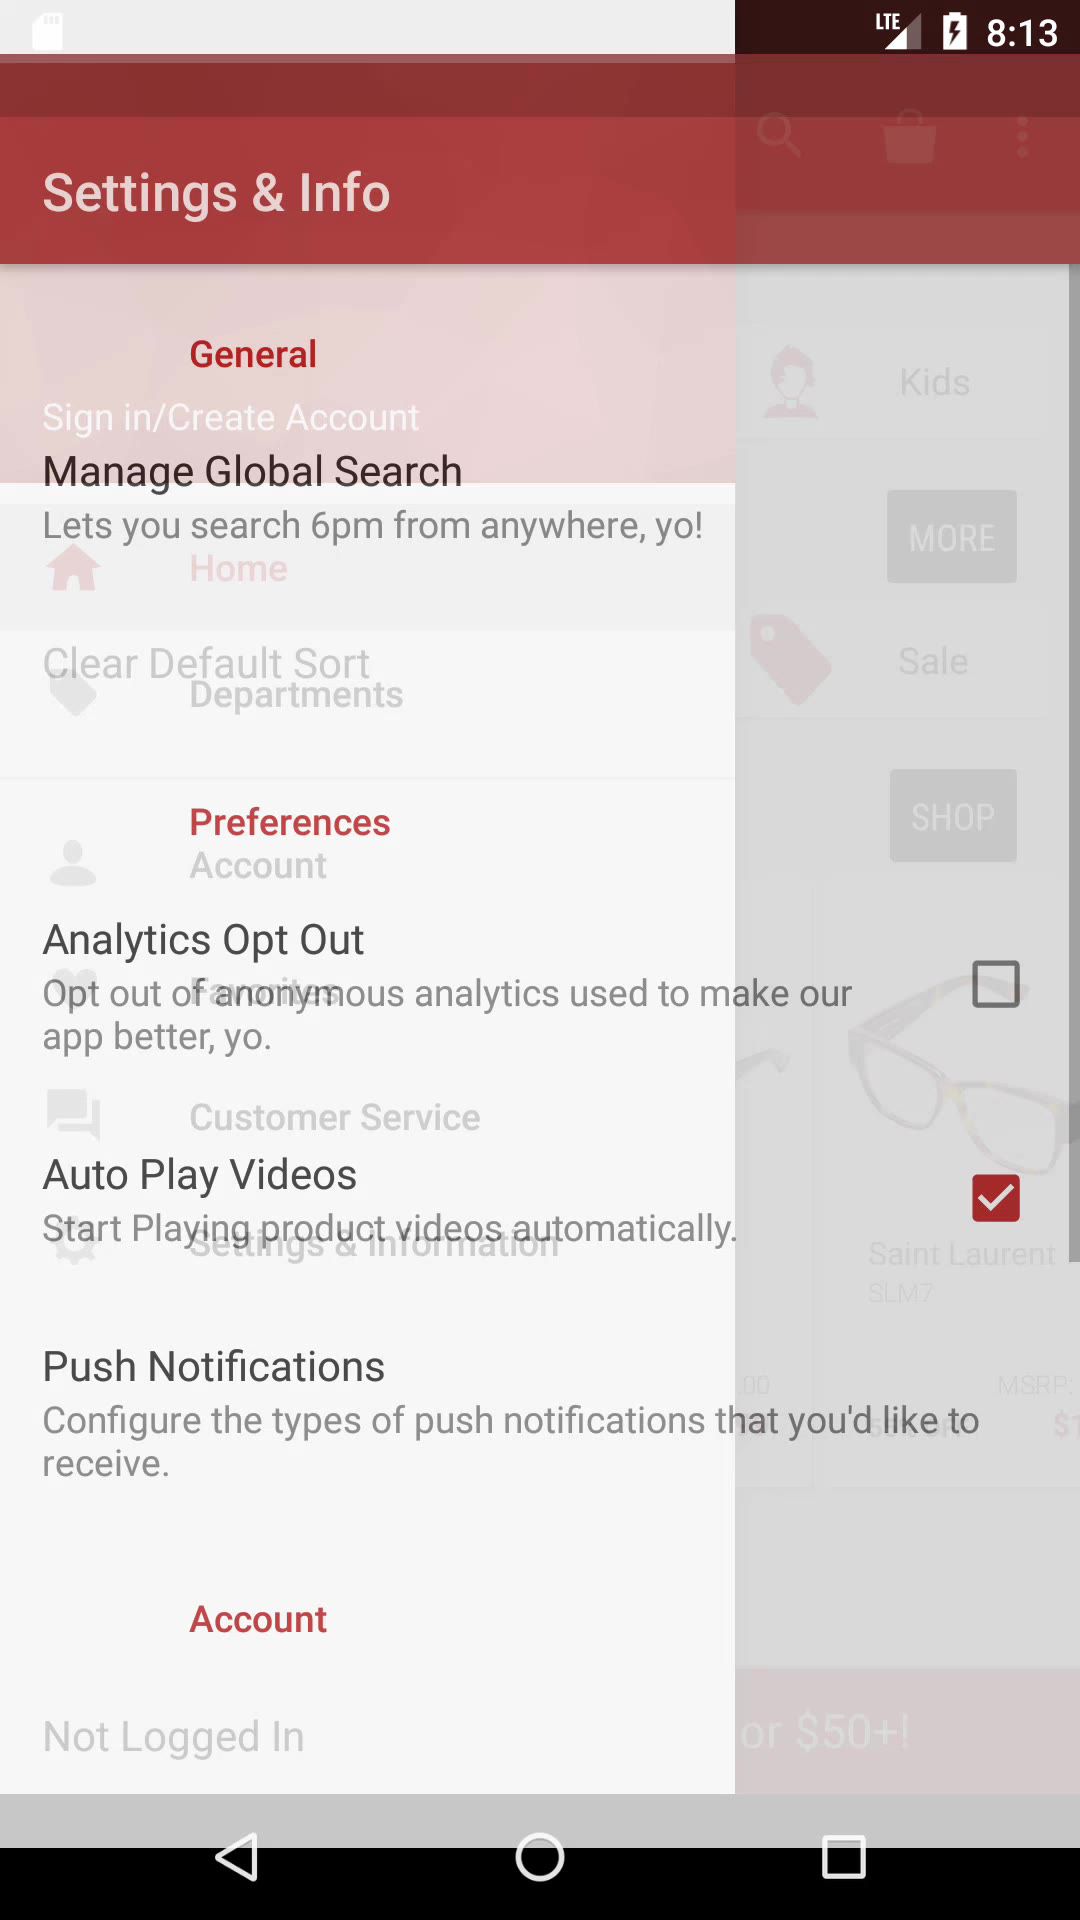 LTE 8:13
Settings & Info
General
Kids
Sign in/Create Account
Manage Global Search
Lets you search 6pm from anywhere, yo!
MORE
Home
Clear Default Sort
Sale
Departments
Preferences
SHOP
Account
Analytics Opt Out
Favorites
Opt out of anonymous analytics used to make our
app better, yo.
Customer Service
Auto Play Videos
Start Playing product videos automatically.
Settings & Information
Saint Laurent
SLM7
Push Notifications
.00
MSRP:
Configure the types of push notifications that you'd like to
OFF
$1
receive.
Account
Not Logged In
or $50+!